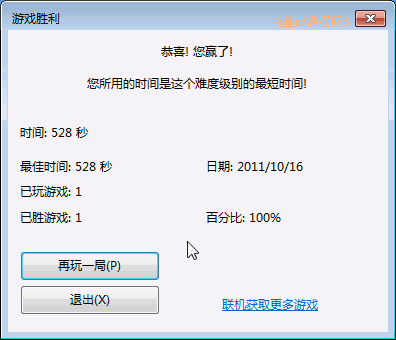 游戏胜利
恭喜! 您赢了!
您所用的时间是这个难度级别的最短时间!
时间: 528 秒
最佳时间: 528 秒 日期: 2011/10/16
已玩游戏: 1
已胜游戏: 1 百分比: 100%
再玩一局(P)
退出(X)
联机获取更多游戏